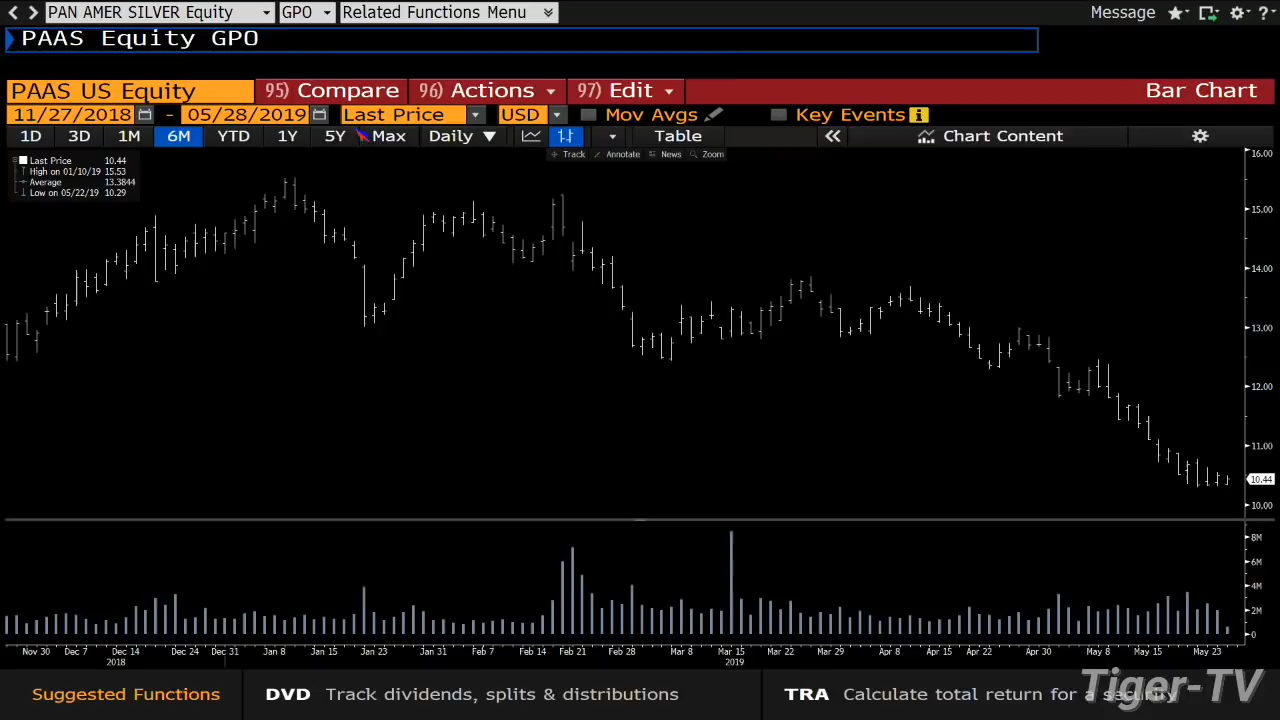 PAN AMER SILVER Equity GPO Related Functions Menu Message ?
PAAS Equity GPO
PAAS US Equity 95) Compare 96) Actions 97) Edit Bar Chart
11/27/2018 - 05/28/2019 Last Price USD Mov Avgs Key Events i
1D 3D 1M 6M YTD 1Y 5Y Max Daily ▼ Table « Chart Content
Track Annotate News Zoom
Last Price 10.44
High on 01/10/19 15.53
Average 13.3844
Low on 05/22/19 10.29
16.00
15.00
14.00
13.00
12.00
11.00
10.44
10.00
8M
6M
4M
2M
0
Nov 30 Dec 7 Dec 14 Dec 24 Dec 31 Jan 8 Jan 15 Jan 23 Jan 31 Feb 7 Feb 14 Feb 21 Feb 28 Mar 8 Mar 15 Mar 22 Mar 29 Apr 8 Apr 15 Apr 22 Apr 30 May 8 May 15 May 23
2018 2019
Suggested Functions DVD Track dividends, splits & distributions TRA Calculate total return for a security
Tiger-TV